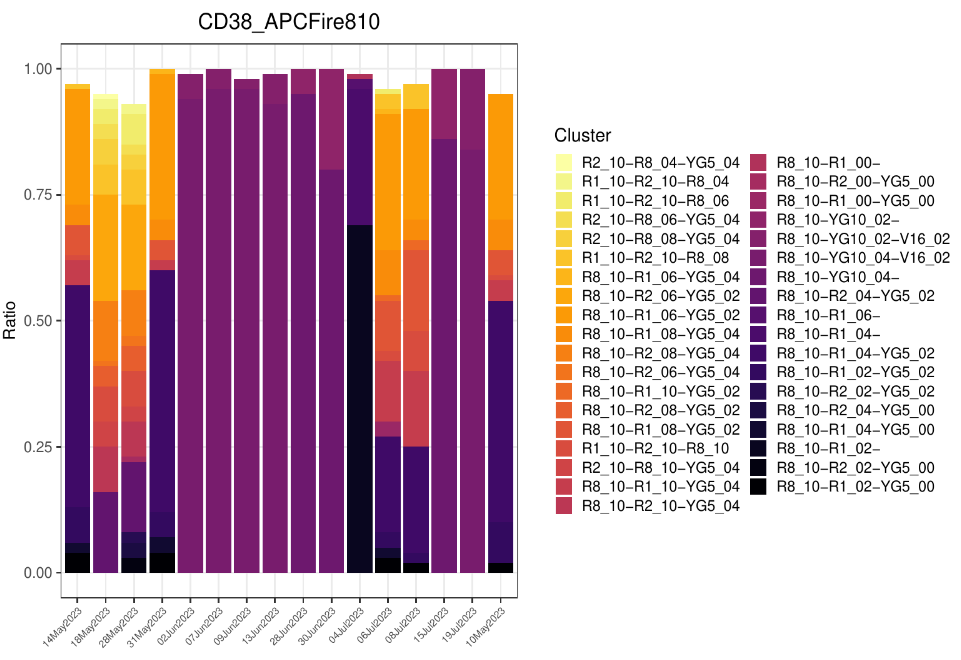 CD38_APCFire810
Ratio
1.00
0.75
0.50
0.25
0.00
14May2023
18May2023
28May2023
31May2023
02Jun2023
07Jun2023
09Jun2023
13Jun2023
28Jun2023
30Jun2023
04Jul2023
06Jul2023
08Jul2023
15Jul2023
19Jul2023
10May2023
Cluster
R2_10−R8_04−YG5_04
R1_10−R2_10−R8_04
R1_10−R2_10−R8_06
R2_10−R8_06−YG5_04
R2_10−R8_08−YG5_04
R1_10−R2_10−R8_08
R8_10−R1_06−YG5_04
R8_10−R2_06−YG5_02
R8_10−R1_06−YG5_02
R8_10−R1_08−YG5_04
R8_10−R2_08−YG5_04
R8_10−R2_06−YG5_04
R8_10−R1_10−YG5_02
R8_10−R2_08−YG5_02
R8_10−R1_08−YG5_02
R1_10−R2_10−R8_10
R2_10−R8_10−YG5_04
R8_10−R1_10−YG5_04
R8_10−R2_10−YG5_04
R8_10−R1_00−
R8_10−R2_00−YG5_00
R8_10−R1_00−YG5_00
R8_10−YG10_02−
R8_10−YG10_02−V16_02
R8_10−YG10_04−V16_02
R8_10−YG10_04−
R8_10−R2_04−YG5_02
R8_10−R1_06−
R8_10−R1_04−
R8_10−R1_04−YG5_02
R8_10−R1_02−YG5_02
R8_10−R2_02−YG5_02
R8_10−R2_04−YG5_00
R8_10−R1_04−YG5_00
R8_10−R1_02−
R8_10−R2_02−YG5_00
R8_10−R1_02−YG5_00